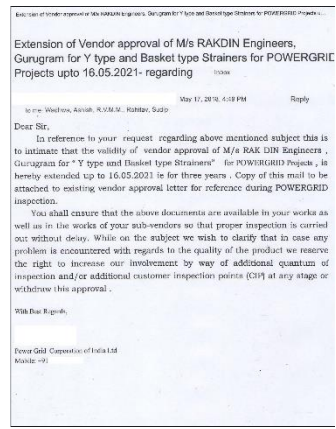 Extension of Vendor approval of M/s RAKDIN Engineers, Gurugram for Y type and Basket type Strainers for POWERGRID Projects u...
Extension of Vendor approval of M/s RAKDIN Engineers,
Gurugram for Y type and Basket type Strainers for POWERGRID
Projects upto 16.05.2021- regarding
Inbox
May 17, 2018, 4:49 PM
Reply
to me, Wadhwa, Ashish, R.V.M.M., Rahitav, Sudip
Dear Sir,
In reference to your request regarding above mentioned subject this is
to intimate that the validity of vendor approval of M/s RAK DIN Engineers ,
Gurugram for " Y type and Basket type Strainers" for POWERGRID Projects , is
hereby extended up to 16.05.2021 ie for three years . Copy of this mail to be
attached to existing vendor approval letter for reference during POWERGRID
inspection.
You shall ensure that the above documents are available in your works as
well as in the works of your sub-vendors so that proper inspection is carried
out without delay. While on the subject we wish to clarify that in case any
problem is encountered with regards to the quality of the product we reserve
the right to increase our involvement by way of additional quantum of
inspection and/or additional customer inspection points (CIP) at any stage or
withdraw this approval .
With Best Regards,
Power Grid Corporation of India Ltd
Mobile: +91